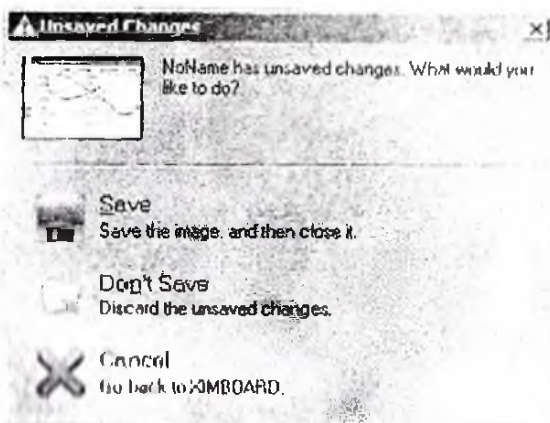 Unsaved Changes
NoName has unsaved changes. What would you
like to do?
Save
Save the image, and then close it.
Don't Save
Discard the unsaved changes.
Cancel
Go back to XIMBOARD.